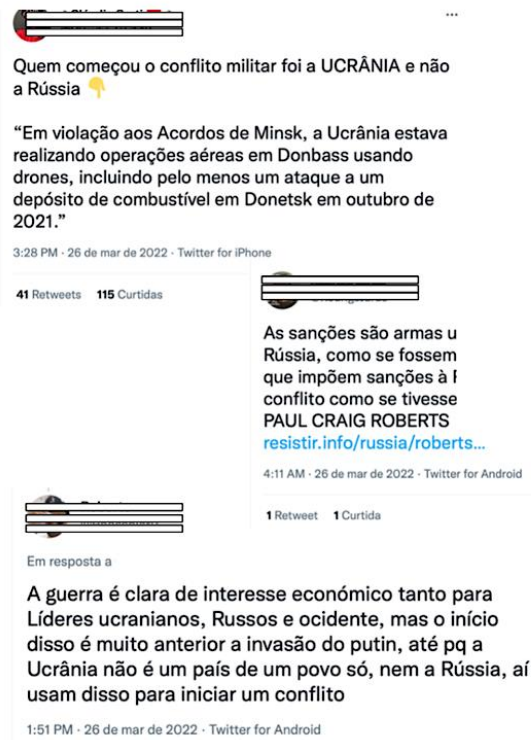 Quem começou o conflito militar foi a UCRÂNIA e não
a Rússia 👇
“Em violação aos Acordos de Minsk, a Ucrânia estava
realizando operações aéreas em Donbass usando
drones, incluindo pelo menos um ataque a um
depósito de combustível em Donetsk em outubro de
2021.”
3:28 PM · 26 de mar de 2022 · Twitter for iPhone
41 Retweets 115 Curtidas
As sanções são armas u
Rússia, como se fossem
que impõem sanções à
conflito como se tivesse
PAUL CRAIG ROBERTS
resistir.info/russia/roberts...
4:11 AM · 26 de mar de 2022 · Twitter for Android
1 Retweet 1 Curtida
Em resposta a
A guerra é clara de interesse económico tanto para
Líderes ucranianos, Russos e ocidente, mas o início
disso é muito anterior a invasão do putin, até pq a
Ucrânia não é um país de um povo só, nem a Rússia, aí
usam disso para iniciar um conflito
1:51 PM · 26 de mar de 2022 · Twitter for Android